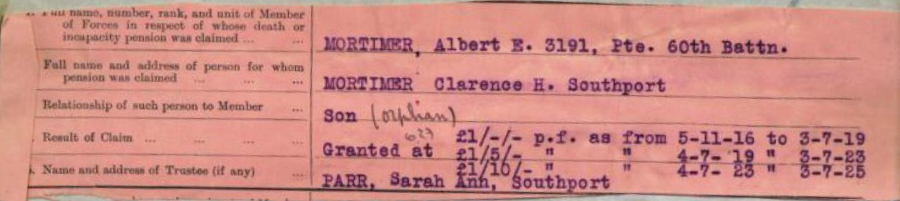 Full name, number, rank, and unit of Member
of Forces in respect of whose death or
incapacity pension was claimed ... ...
MORTIMER, Albert E. 3191, Pte. 60th Battn.
Full name and address of person for whom
pension was claimed ... ... ...
MORTIMER Clarence H. Southport
Relationship of such person to Member ...
Son (orphan)
Result of Claim ... ... ... ...
£1/-/- p.f. as from 5-11-16 to 3-7-19
Granted at £1/5/- " " 4-7-'19 " 3-7-23
£1/10/- " " 4-7- 23 " 3-7-25
Name and address of Trustee (if any) ...
PARR, Sarah Ann, Southport